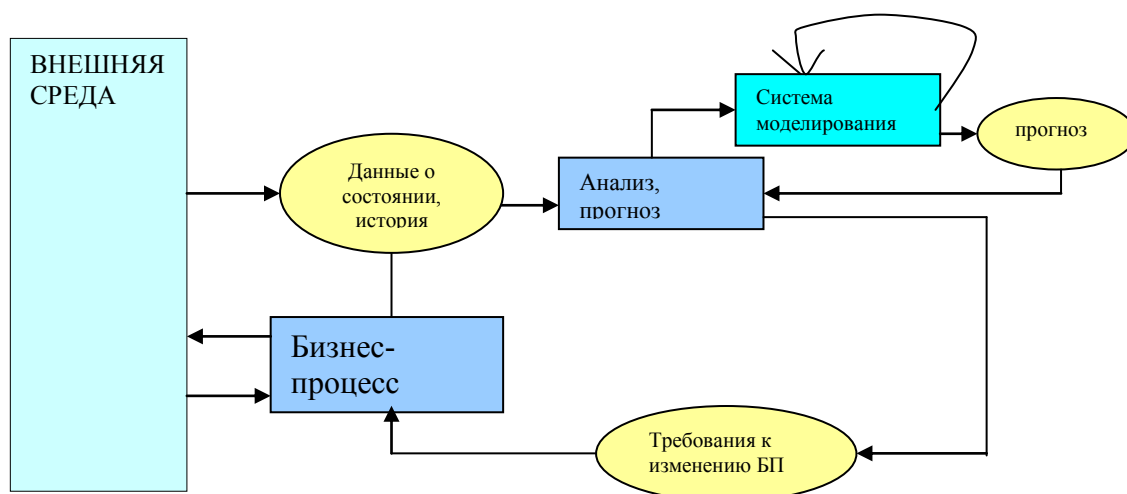 ВНЕШНЯЯ
СРЕДА
Система
моделирования
прогноз
Данные о
состоянии,
история
Анализ,
прогноз
Бизнес-
процесс
Требования к
изменению БП